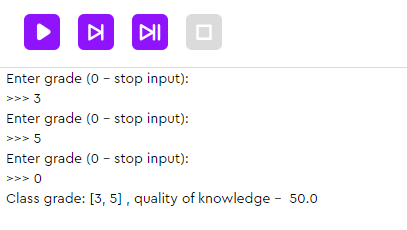 Enter grade (0 - stop input):
>>> 3
Enter grade (0 - stop input):
>>> 5
Enter grade (0 - stop input):
>>> 0
Class grade: [3, 5] , quality of knowledge -  50.0